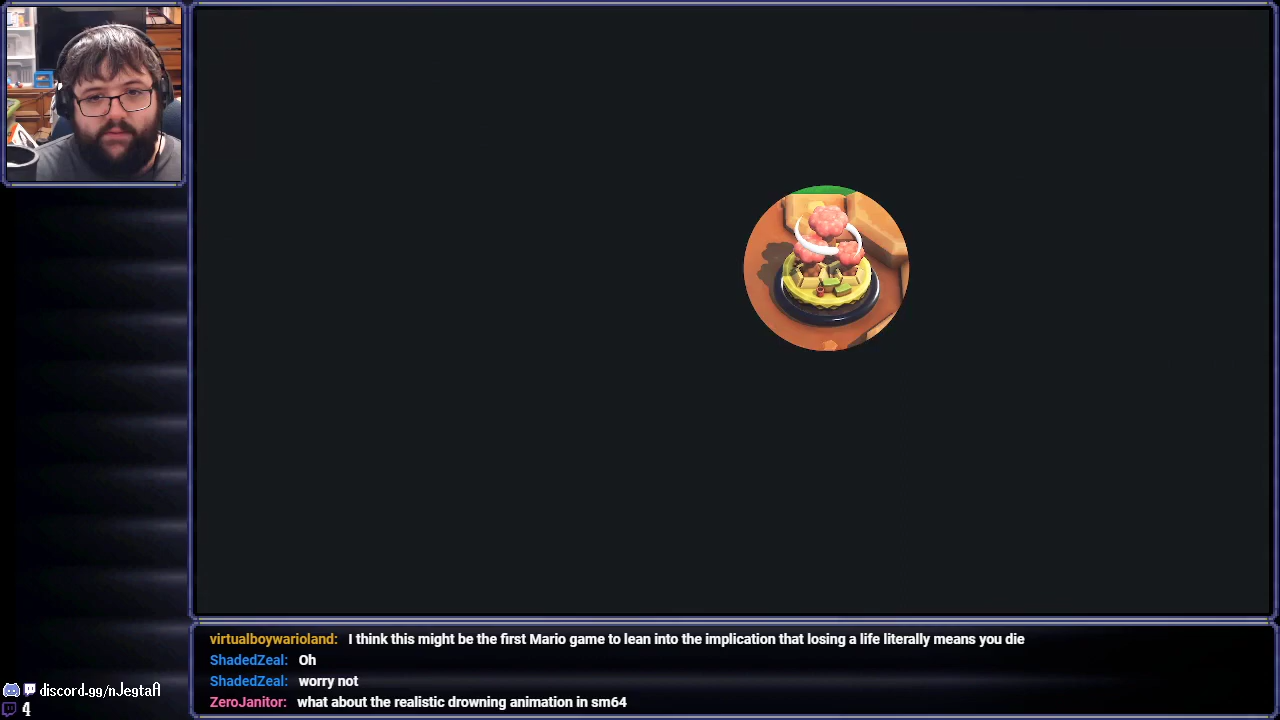 virtualboywarioland: I think this might be the first Mario game to lean into the implication that losing a life literally means you die
ShadedZeal: Oh
ShadedZeal: worry not
ZeroJanitor: what about the realistic drowning animation in sm64
discord.gg/nJegtaA
4